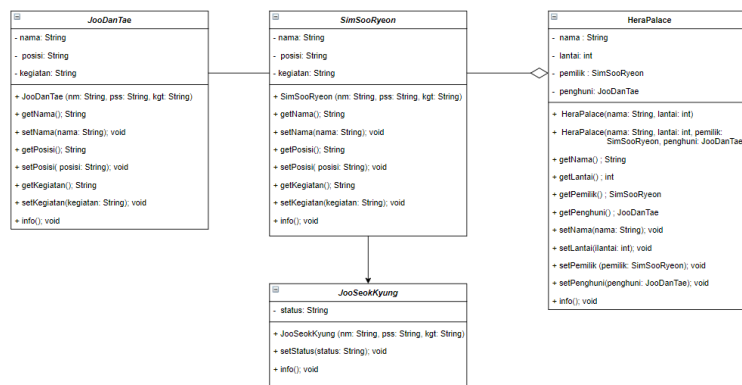 JooDanTae
- nama: String
- posisi: String
- kegiatan: String
+ JooDanTae (nm: String, pss: String, kgt: String)
+ getNama(); String
+ setNama(nama: String); void
+ getPosisi(); String
+ setPosisi( posisi: String); void
+ getKegiatan(); String
+ setKegiatan(kegiatan: String); void
+ info(); void
SimSooRyeon
- nama: String
- posisi: String
- kegiatan: String
+ SimSooRyeon (nm: String, pss: String, kgt: String)
+ getNama(); String
+ setNama(nama: String); void
+ getPosisi(); String
+ setPosisi( posisi: String); void
+ getKegiatan(); String
+ setKegiatan(kegiatan: String); void
+ info(); void
HeraPalace
- nama : String
- lantai: int
- pemilik : SimSooRyeon
- penghuni: JooDanTae
+ HeraPalace(nama: String, lantai: int)
+ HeraPalace(nama: String, lantai: int, pemilik:
SimSooRyeon, penghuni: JooDanTae
+ getNama() ; String
+ getLantai() ; int
+ getPemilik() ; SimSooRyeon
+ getPenghuni() ; JooDanTae
+ setNama(nama: String); void
+ setLantai(ilantai: int); void
+ setPemilik (pemilik: SimSooRyeon); void
+ setPenghuni(penghuni: JooDanTae); void
+ info(); void
JooSeokKyung
- status: String
+ JooSeokKyung (nm: String, pss: String, kgt: String)
+ setStatus(status: String); void
+ info(); void